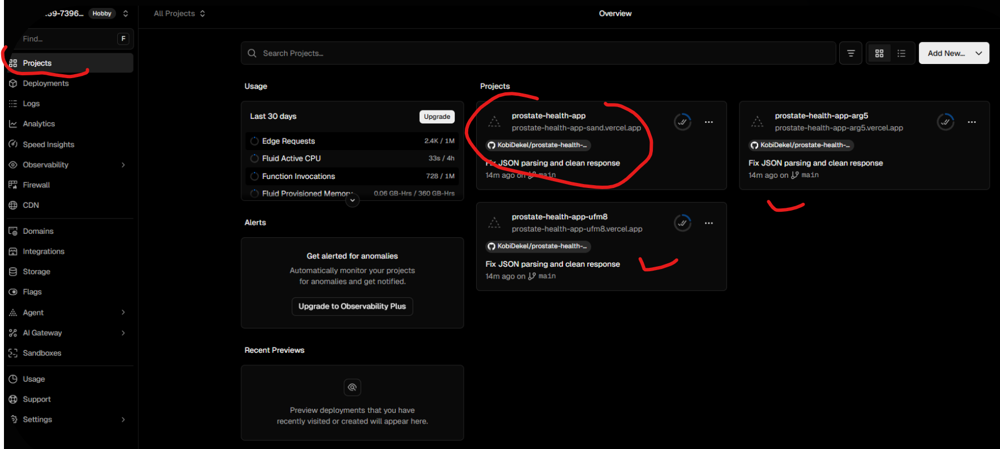 .59-7396... Hobby
All Projects
Overview
Find...
F
Projects
Deployments
Logs
Analytics
Speed Insights
Observability
Firewall
CDN
Domains
Integrations
Storage
Flags
Agent
AI Gateway
Sandboxes
Usage
Support
Settings
Search Projects...
Add New...
Usage
Last 30 days
Upgrade
Edge Requests 2.4K / 1M
Fluid Active CPU 33s / 4h
Function Invocations 728 / 1M
Fluid Provisioned Memory 0.06 GB-Hrs / 360 GB-Hrs
Alerts
Get alerted for anomalies
Automatically monitor your projects
for anomalies and get notified.
Upgrade to Observability Plus
Recent Previews
Preview deployments that you have
recently visited or created will appear here.
Projects
prostate-health-app
prostate-health-app-sand.vercel.app
KobiDekel/prostate-health-...
Fix JSON parsing and clean response
14m ago on main
prostate-health-app-arg5
prostate-health-app-arg5.vercel.app
KobiDekel/prostate-health-...
Fix JSON parsing and clean response
14m ago on main
prostate-health-app-ufm8
prostate-health-app-ufm8.vercel.app
KobiDekel/prostate-health-...
Fix JSON parsing and clean response
14m ago on main